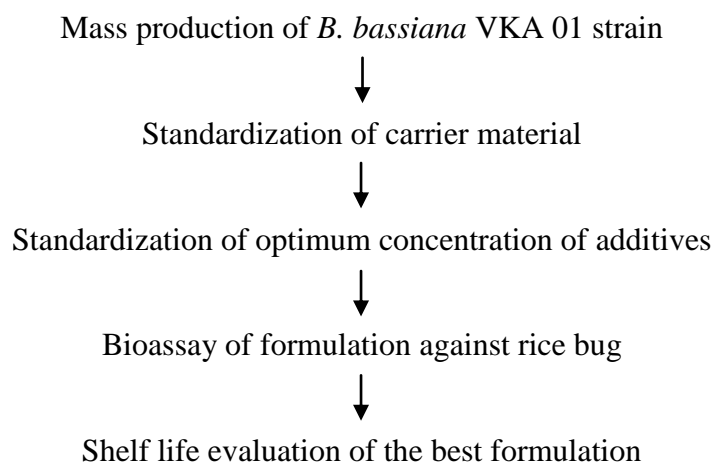 Mass production of B. bassiana VKA 01 strain
Standardization of carrier material
Standardization of optimum concentration of additives
Bioassay of formulation against rice bug
Shelf life evaluation of the best formulation